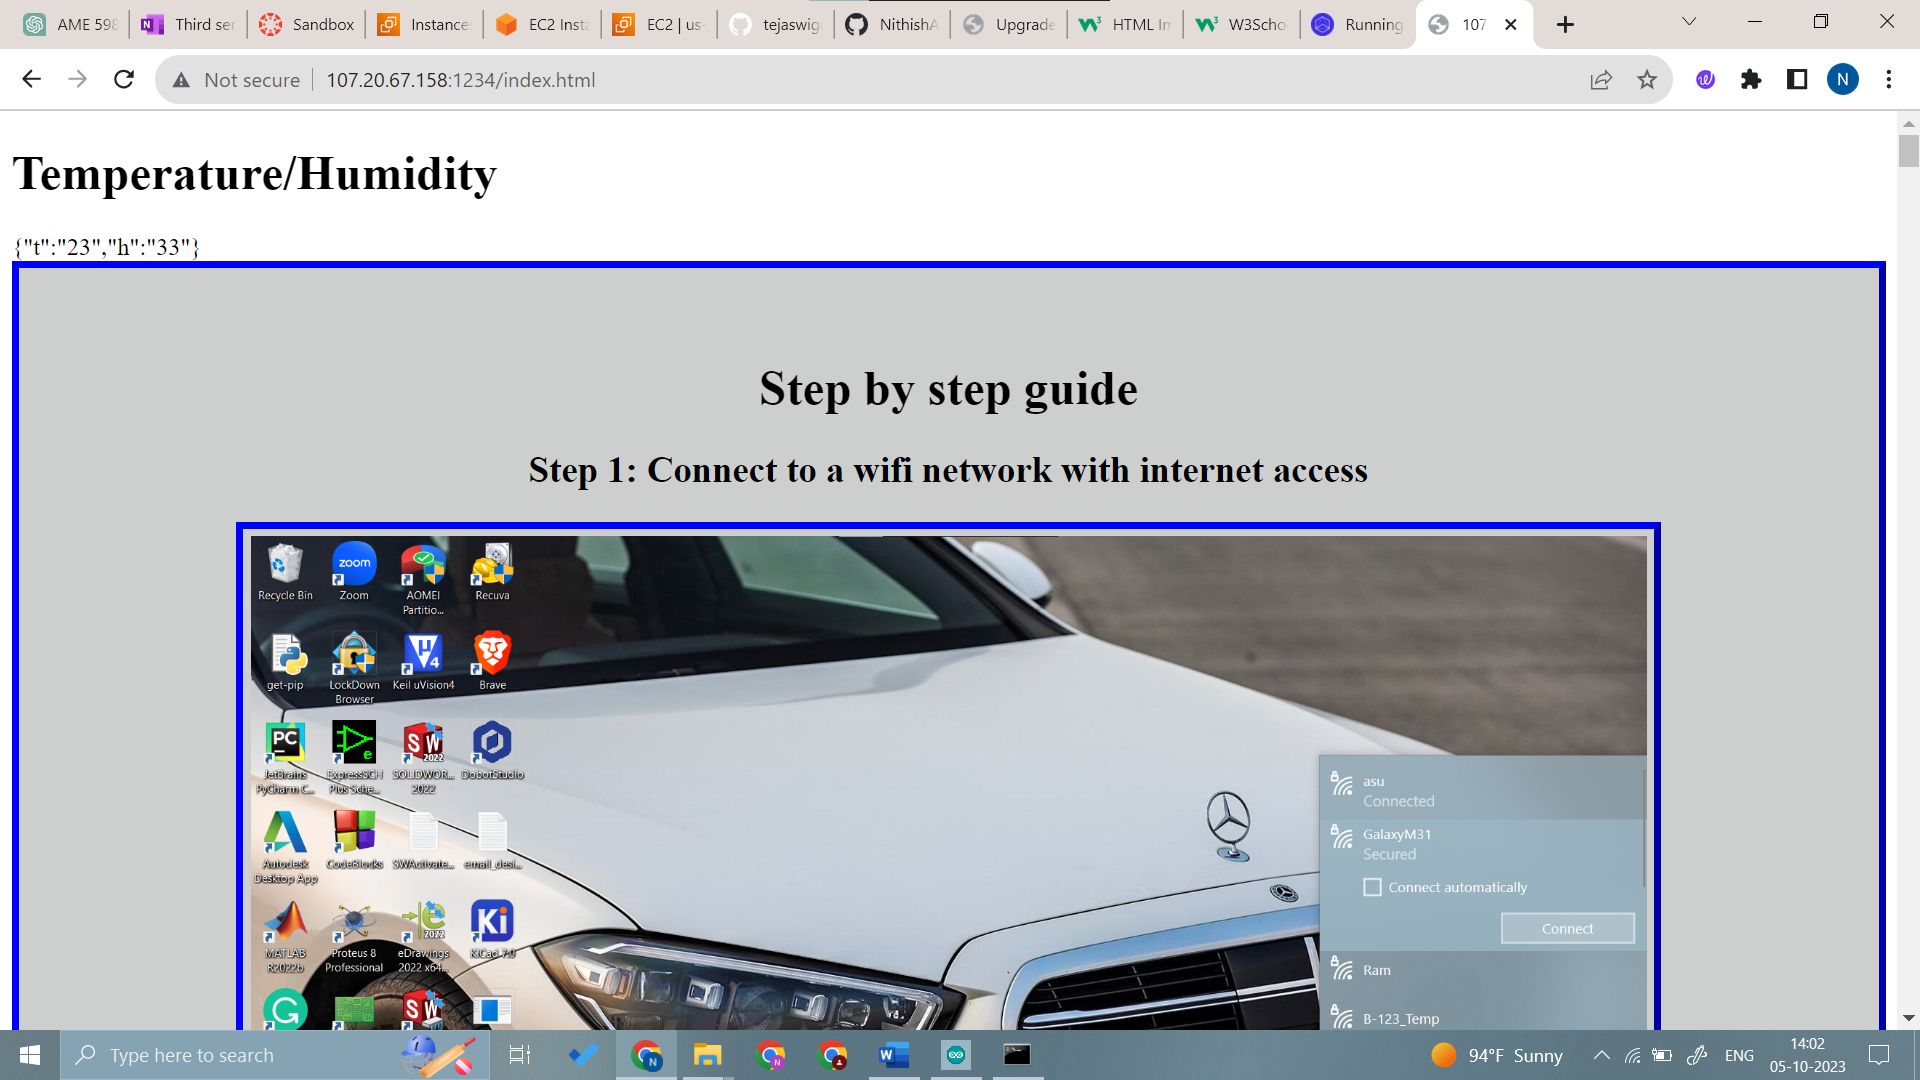 AME 598
Third ser
Sandbox
Instance
EC2 Insta
EC2 | us-
tejaswig
NithishA
Upgrade
HTML In
W3Scho
Running
107
Not secure
107.20.67.158:1234/index.html
N
Temperature/Humidity
{"t":"23","h":"33"}
Step by step guide
Step 1: Connect to a wifi network with internet access
Recycle Bin
zoom
Zoom
AOMEI
Partitio...
Recuva
get-pip
LockDown
Browser
Keil uVision4
Brave
JetBrains
PyCharm C...
ExpressSCH
Plus Sche...
SOLIDWOR...
2022
DobotStudio
Autodesk
Desktop App
CodeBlocks
SWActivate...
email_desi...
MATLAB
R2022b
Proteus 8
Professional
eDrawings
2022 x64...
KiCad 7.0
asu
Connected
GalaxyM31
Secured
Connect automatically
Connect
Ram
B-123_Temp
Type here to search
94°F Sunny
ENG
14:02
05-10-2023